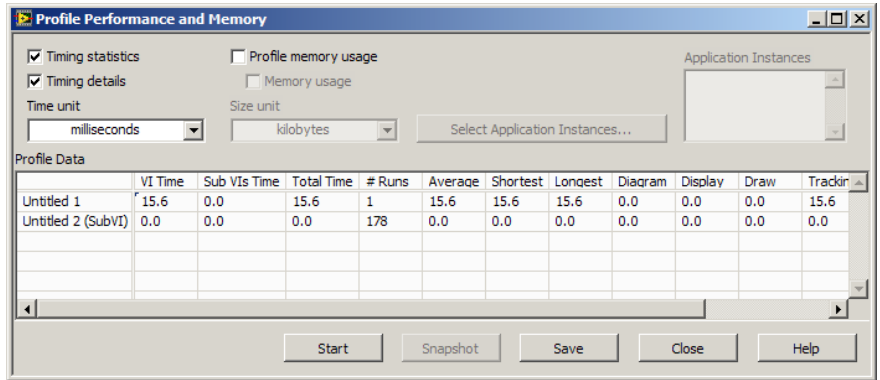 Profile Performance and Memory
Timing statistics Profile memory usage Application Instances
Timing details Memory usage
Time unit Size unit
milliseconds kilobytes Select Application Instances...
Profile Data
VI Time Sub VIs Time Total Time # Runs Average Shortest Longest Diagram Display Draw Trackin
Untitled 1 15.6 0.0 15.6 1 15.6 15.6 15.6 0.0 0.0 0.0 15.6
Untitled 2 (SubVI) 0.0 0.0 0.0 178 0.0 0.0 0.0 0.0 0.0 0.0 0.0
Start Snapshot Save Close Help